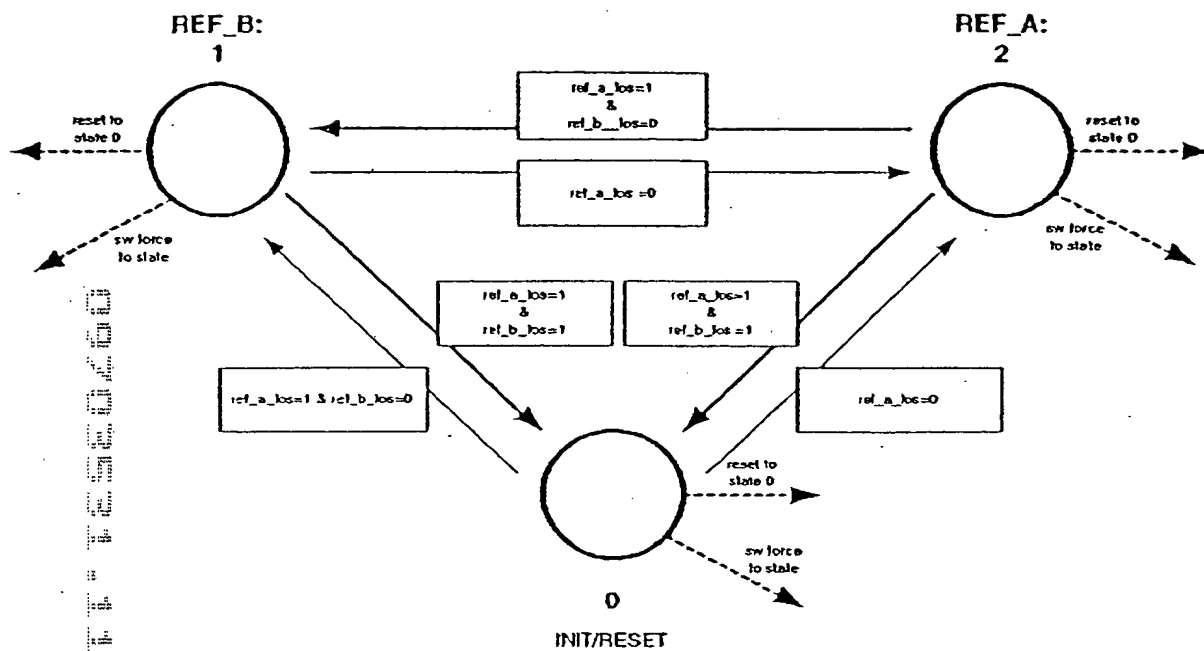 REF_B:
1
REF_A:
2
ref_a_los=1
&
ref_b_los=0
reset to
state 0
reset to
state 0
ref_a_los =0
sw force
to state
sw force
to state
ref_a_los=1
&
ref_b_los=1
ref_a_los=1
&
ref_b_los =1
ref_a_los=1 & ref_b_los=0
ref_a_los=0
reset to
state 0
sw force
to state
0
INIT/RESET
09703531.11